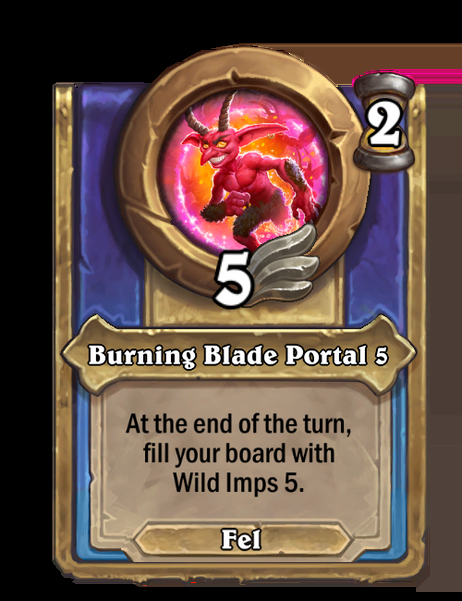 2
5
Burning Blade Portal 5
At the end of the turn,
fill your board with
Wild Imps 5.
Fel